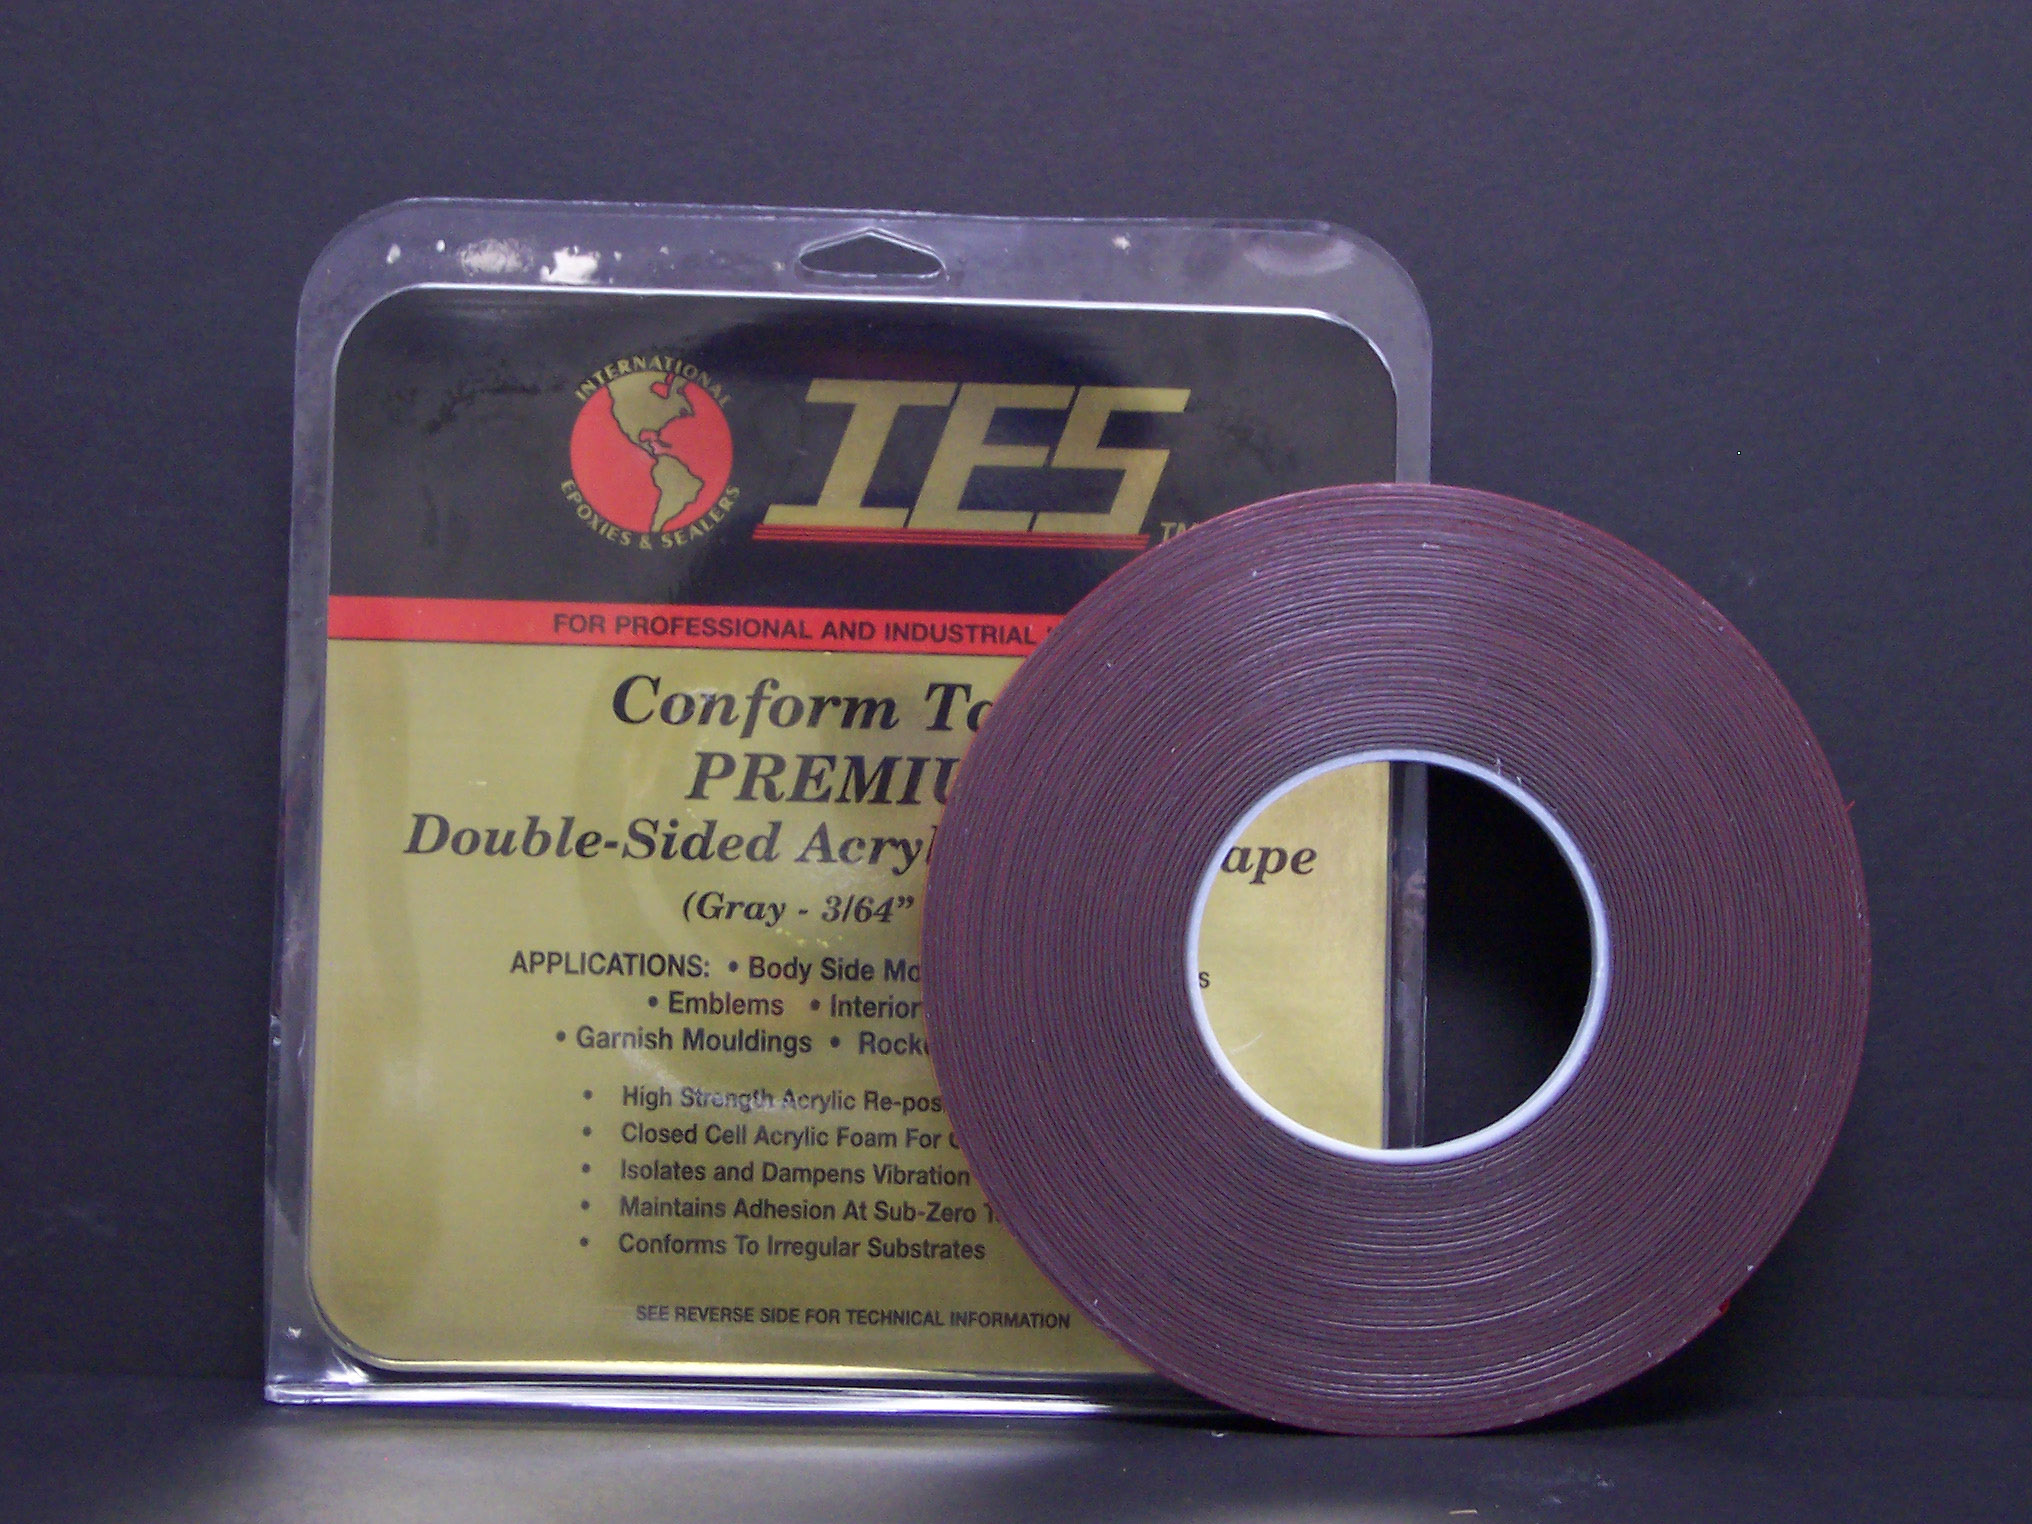 INTERNATIONAL
EPOXIES & SEALERS
IES
TM
FOR PROFESSIONAL AND INDUSTRIAL
Conform
PREMIU
Double-Sided Acryl ape
(Gray - 3/64"
APPLICATIONS: • Body Side Mo s
• Emblems • Interior
• Garnish Mouldings • Rock
• High Strength Acrylic Re-pos
• Closed Cell Acrylic Foam For
• Isolates and Dampens Vibration
• Maintains Adhesion At Sub-Zero
• Conforms To Irregular Substrates
SEE REVERSE SIDE FOR TECHNICAL INFORMATION